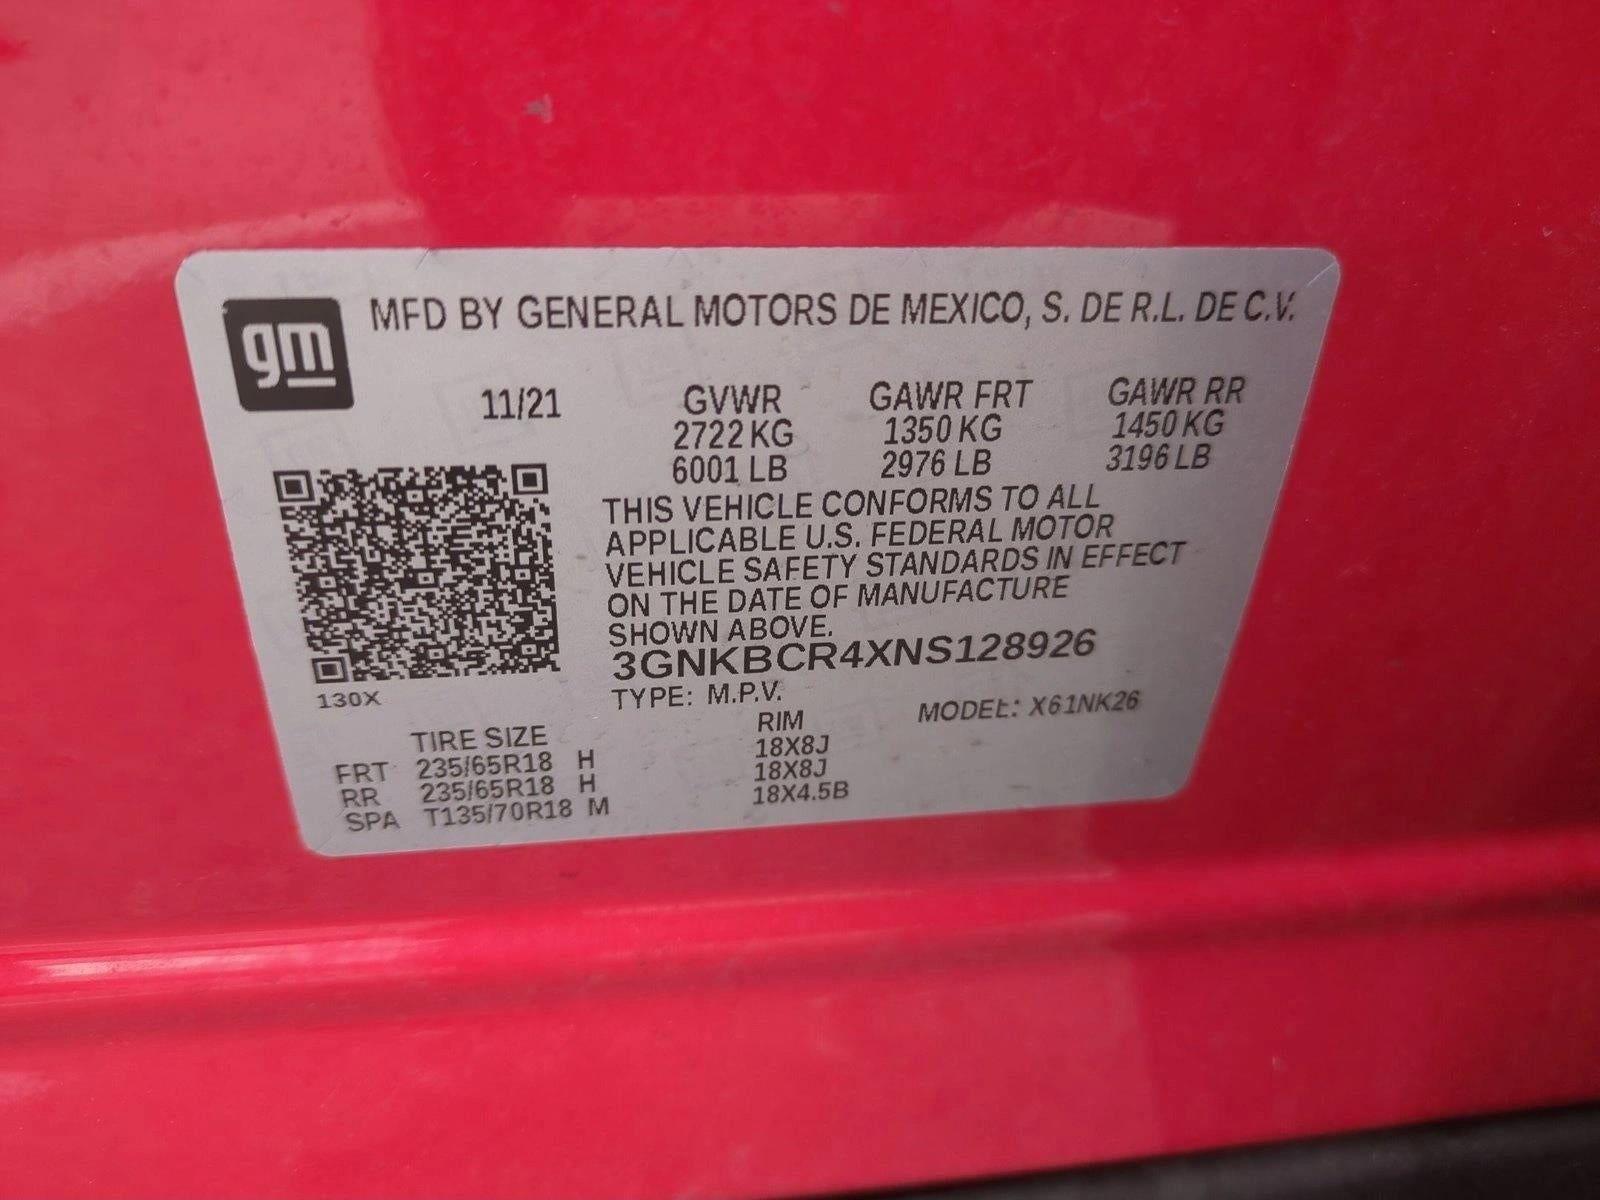 gm
MFD BY GENERAL MOTORS DE MEXICO, S. DE R.L. DE C.V.
11/21 GVWR GAWR FRT GAWR RR
2722 KG 1350 KG 1450 KG
6001 LB 2976 LB 3196 LB
THIS VEHICLE CONFORMS TO ALL
APPLICABLE U.S. FEDERAL MOTOR
VEHICLE SAFETY STANDARDS IN EFFECT
ON THE DATE OF MANUFACTURE
SHOWN ABOVE.
3GNKBCR4XNS128926
130X
TYPE: M.P.V. MODEL: X61NK26
TIRE SIZE RIM
FRT 235/65R18 H 18X8J
RR 235/65R18 H 18X8J
SPA T135/70R18 M 18X4.5B